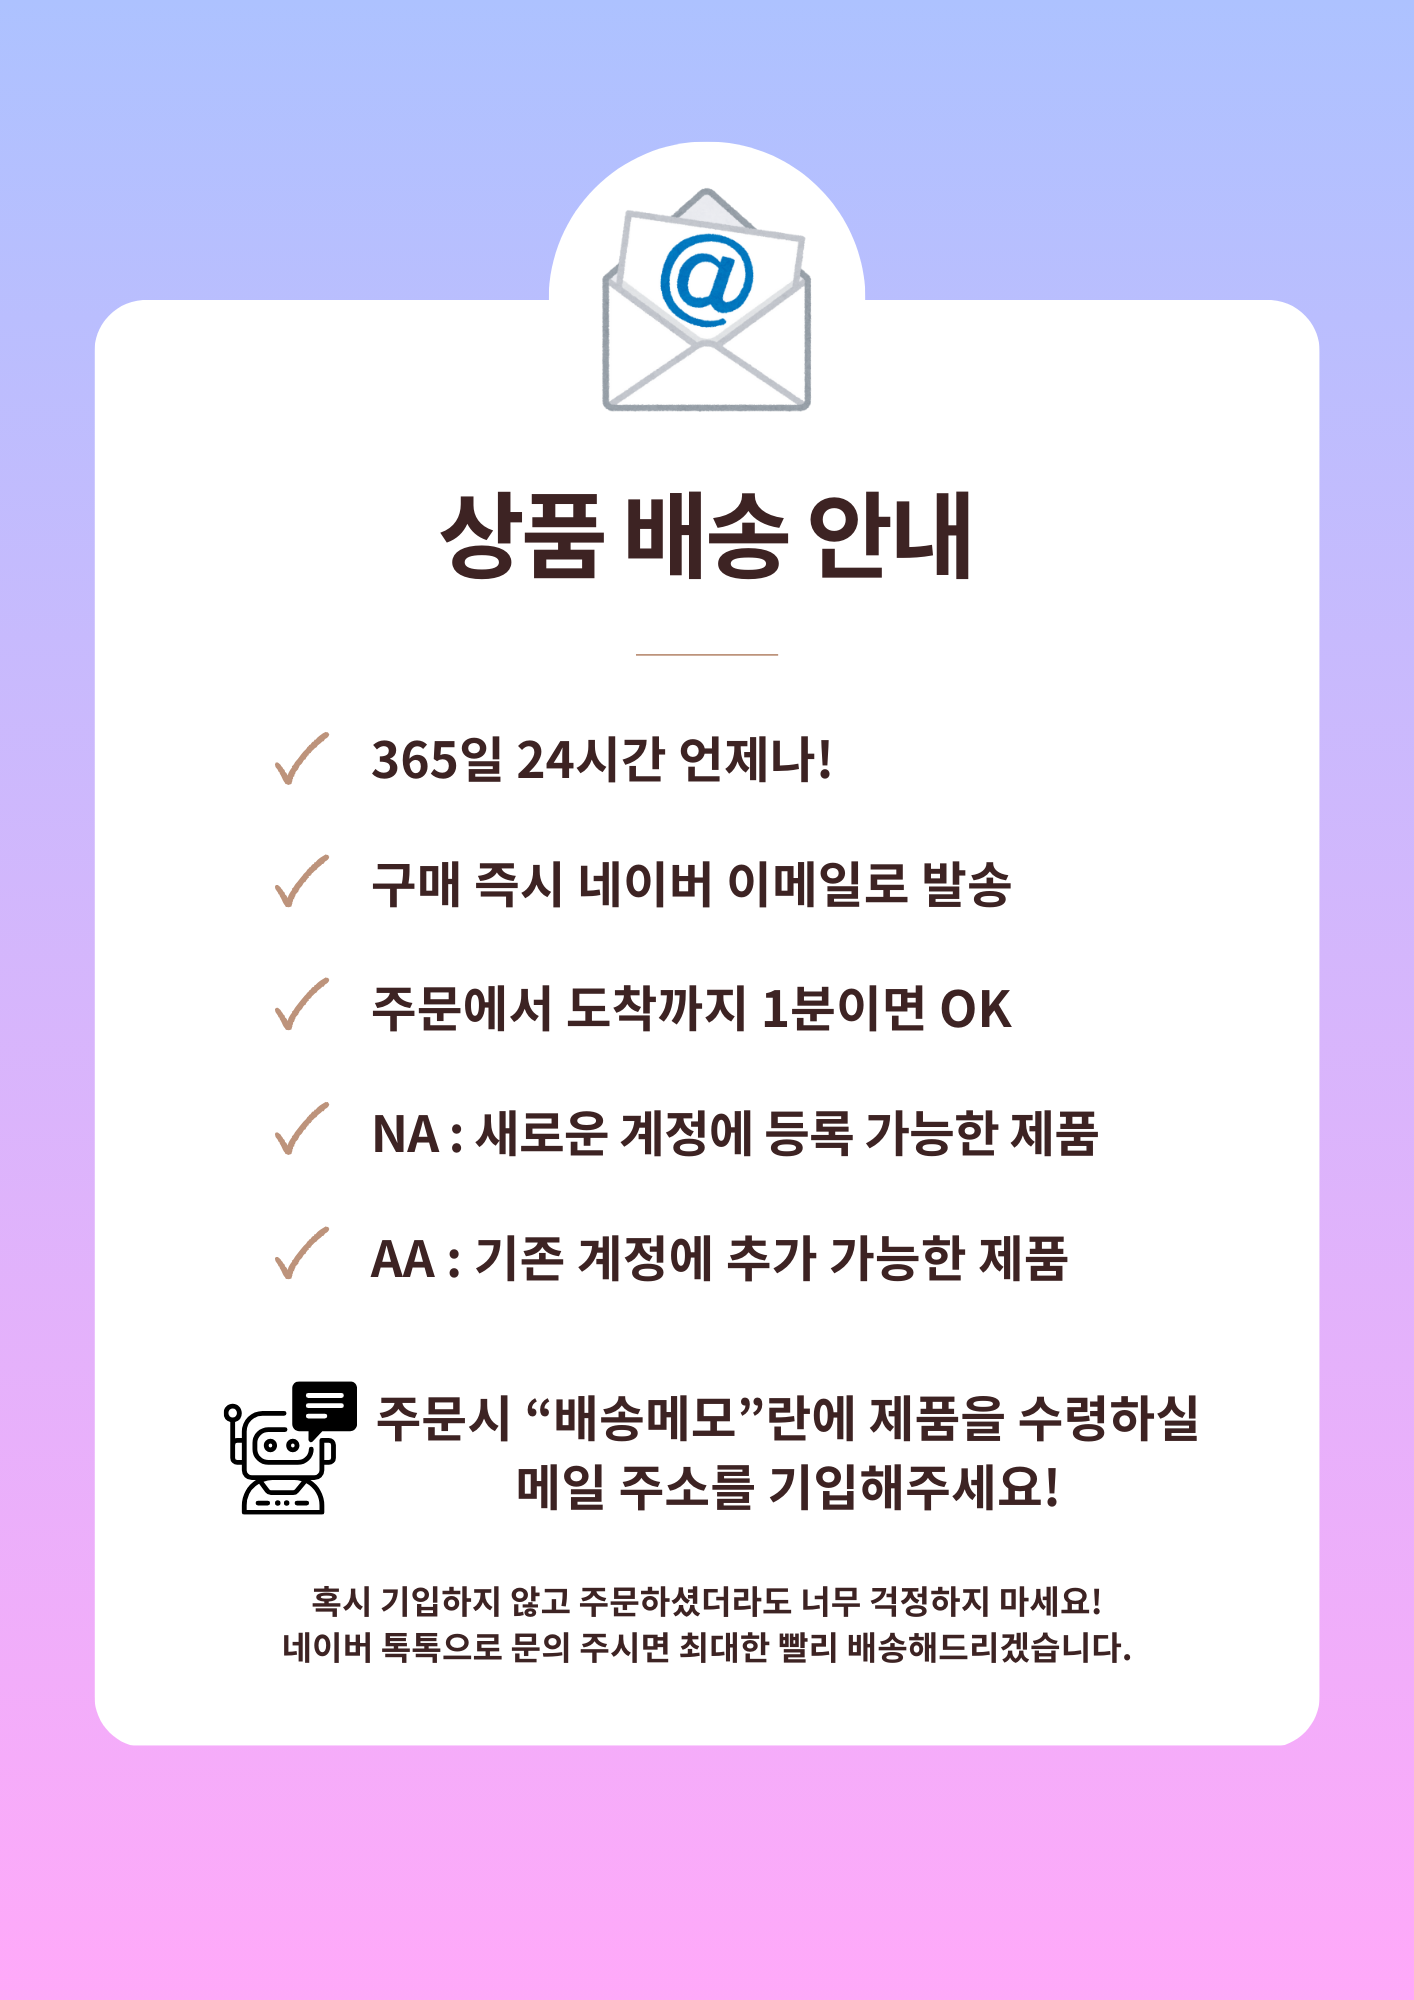 @
상품 배송 안내
365일 24시간 언제나!
구매 즉시 네이버 이메일로 발송
주문에서 도착까지 1분이면 OK
NA : 새로운 계정에 등록 가능한 제품
AA : 기존 계정에 추가 가능한 제품
주문시 “배송메모”란에 제품을 수령하실
메일 주소를 기입해주세요!
혹시 기입하지 않고 주문하셨더라도 너무 걱정하지 마세요!
네이버 톡톡으로 문의 주시면 최대한 빨리 배송해드리겠습니다.